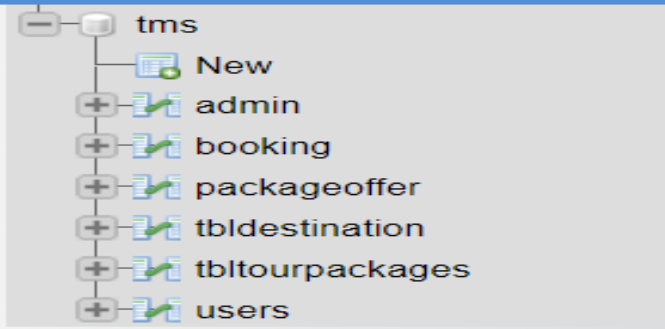 tms
New
admin
booking
packageoffer
tbldestination
tbltourpackages
users